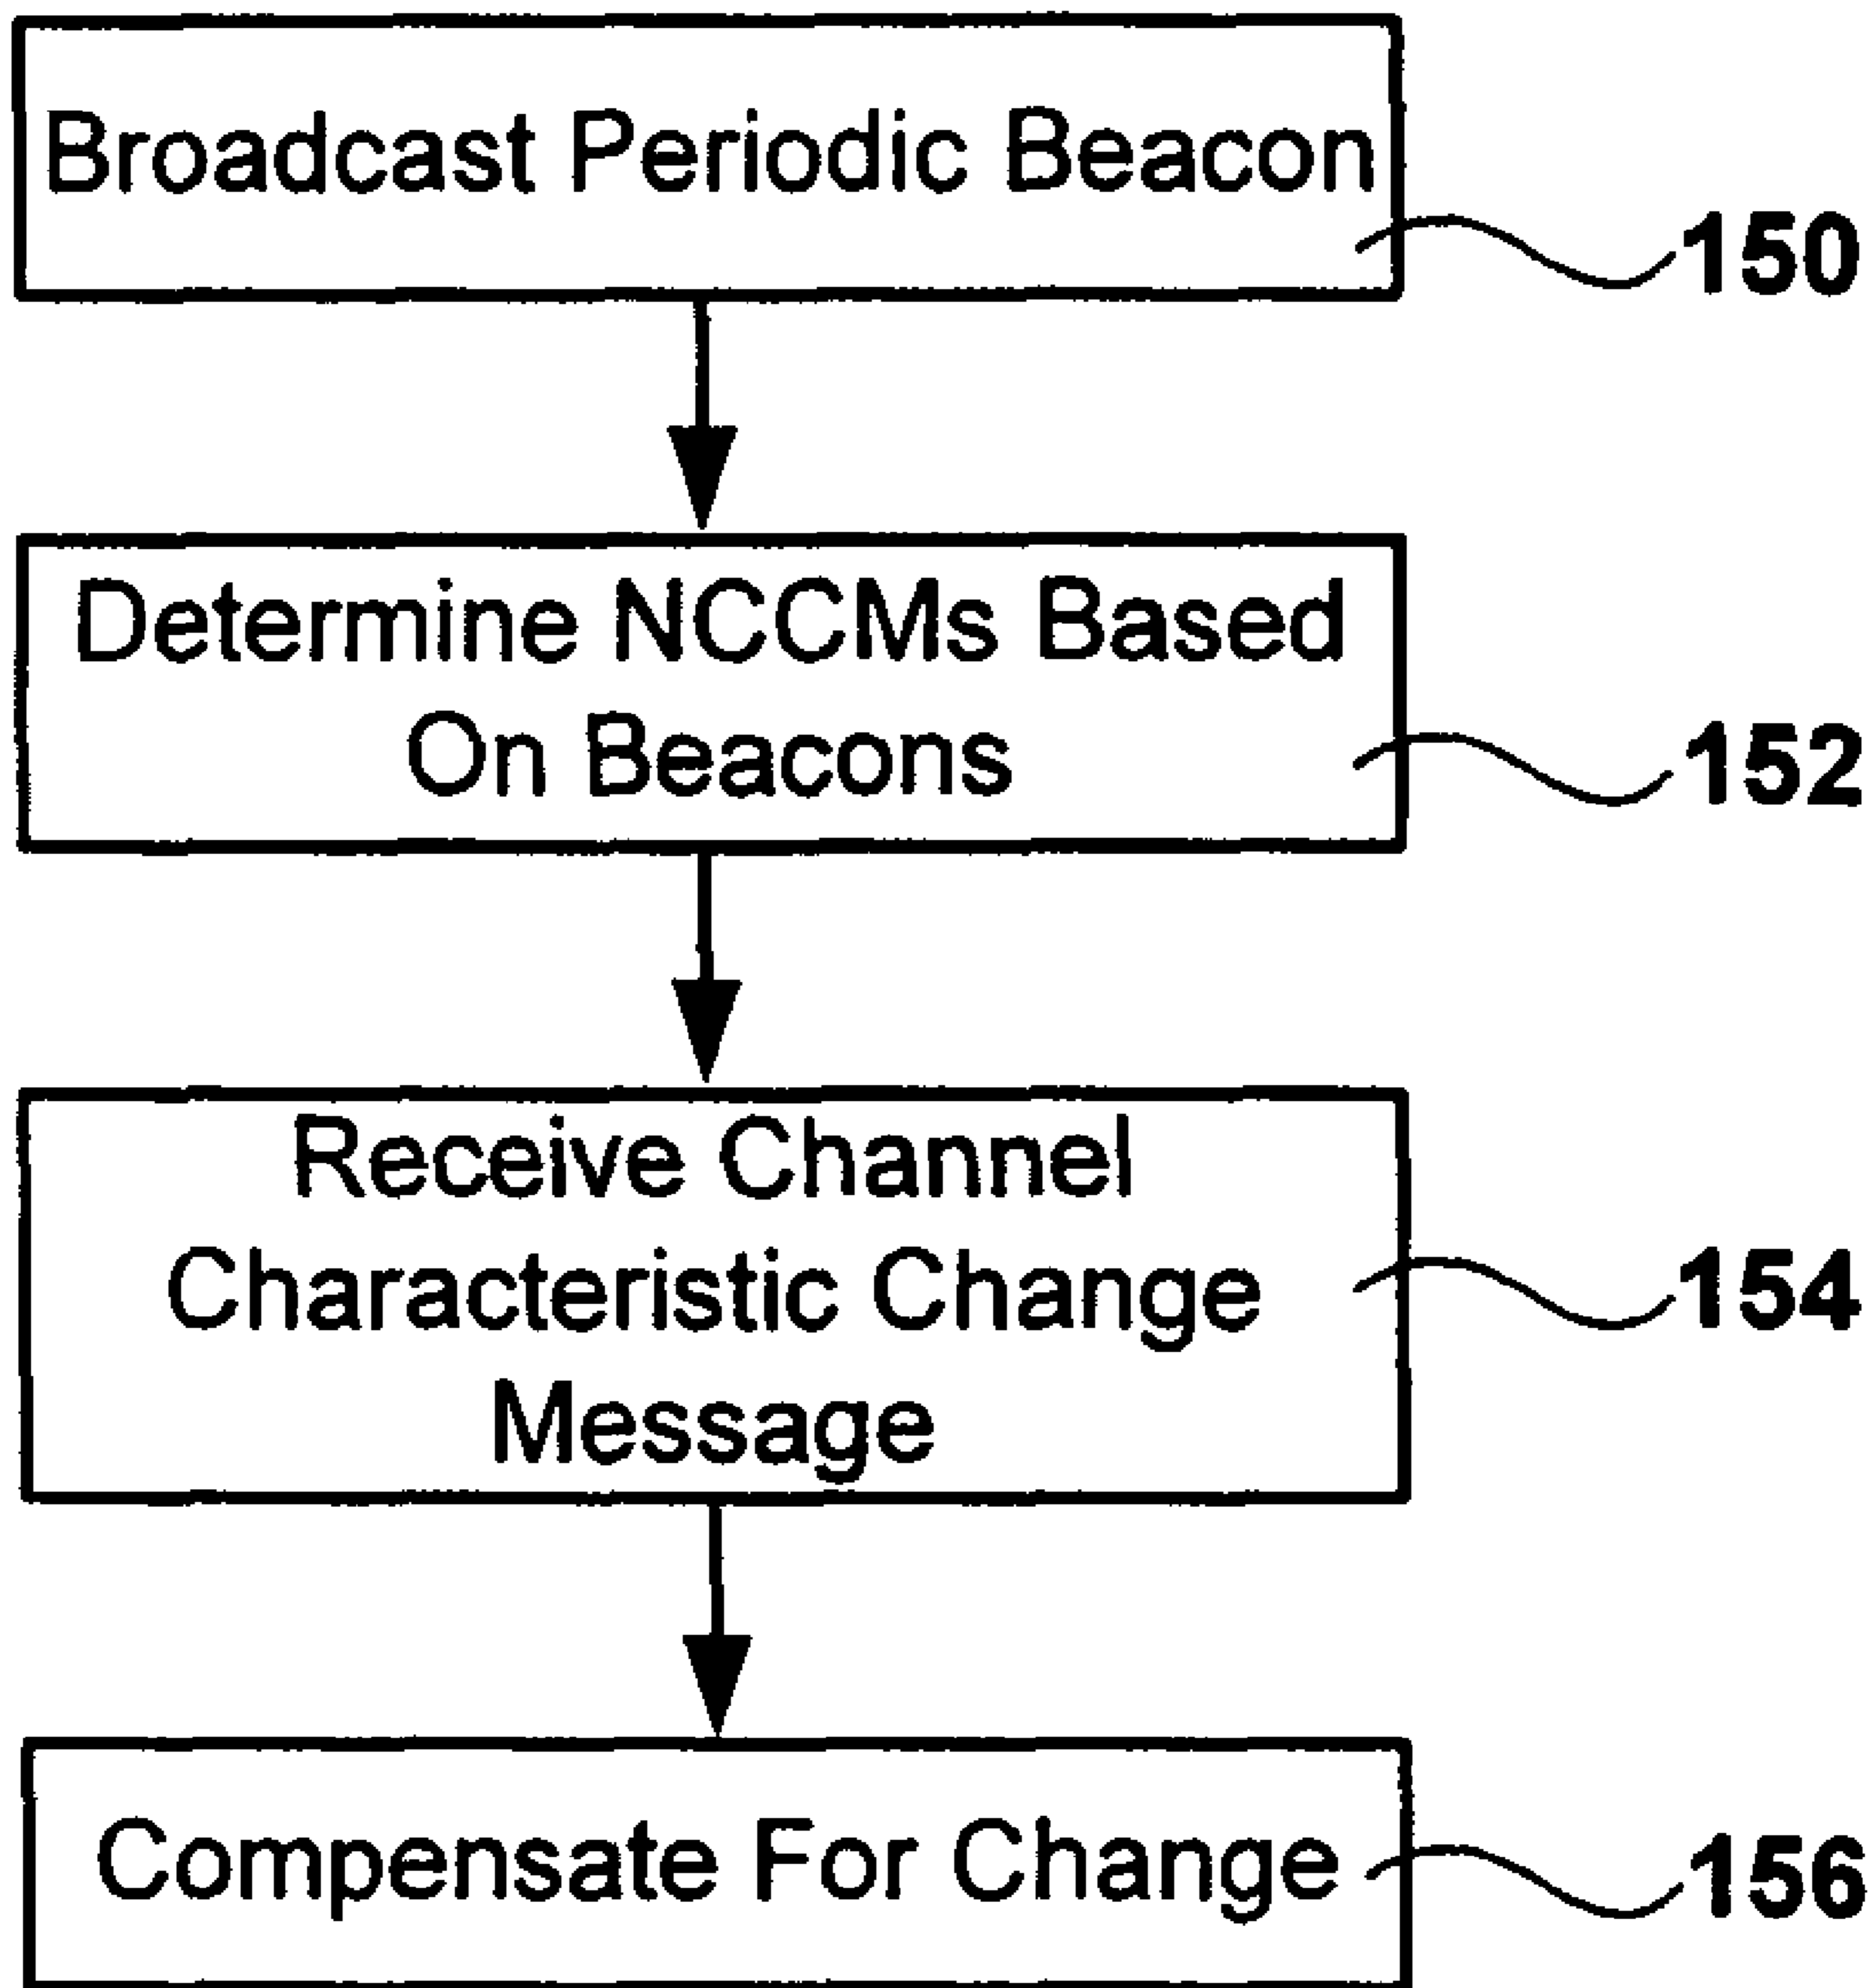 Broadcast Periodic Beacon
150
Determine NCCMs Based
On Beacons
152
Receive Channel
Characteristic Change
Message
154
Compensate For Change
156